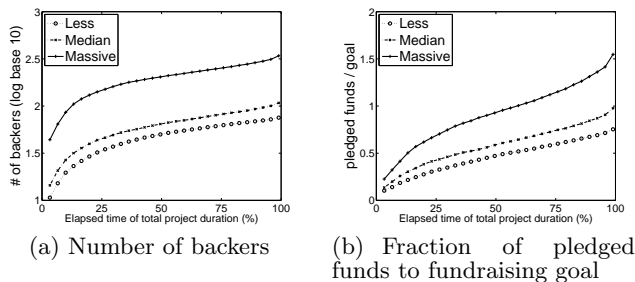 # of backers (log base 10)
3
2.5
2
1.5
1
Less
Median
Massive
0
25
50
75
100
Elapsed time of total project duration (%)
(a) Number of backers
pledged funds / goal
2
1.5
1
0.5
0
Less
Median
Massive
0
25
50
75
100
Elapsed time of total project duration (%)
(b) Fraction of pledged
funds to fundraising goal